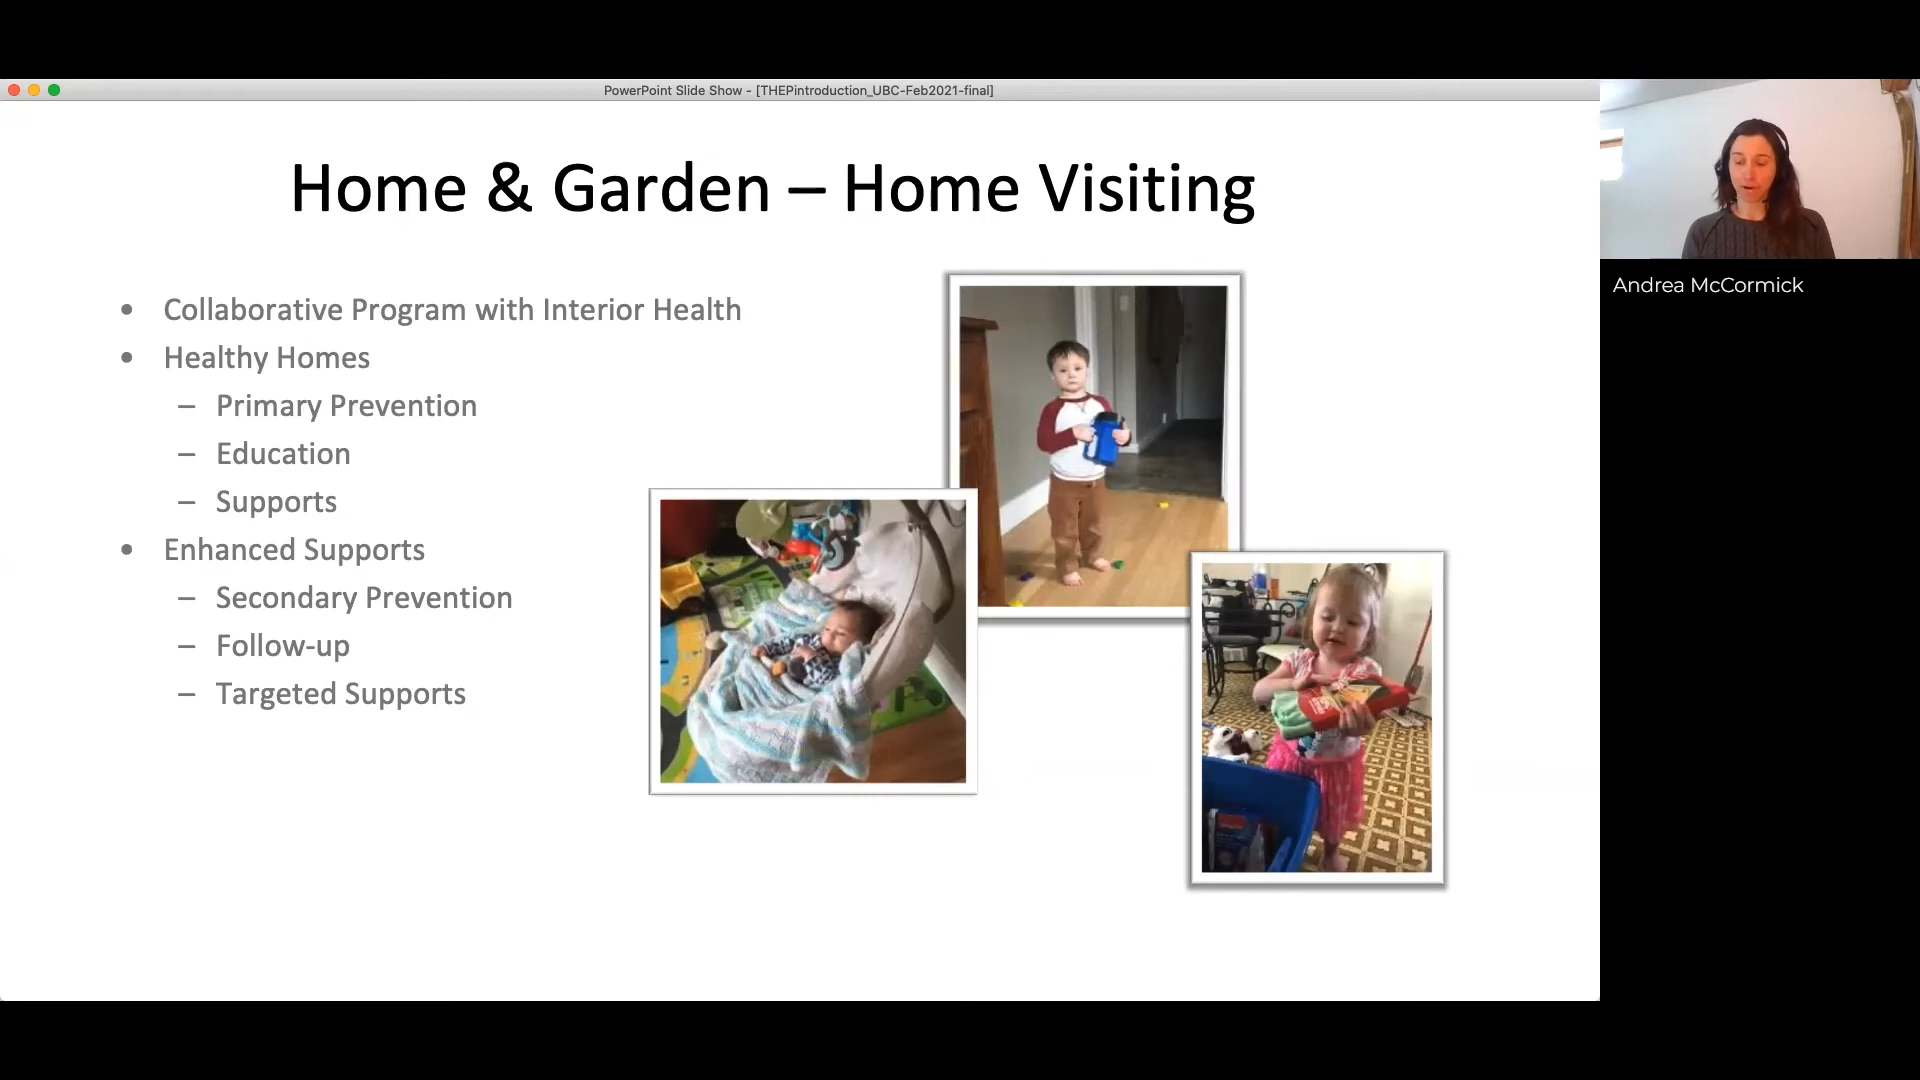 PowerPoint Slide Show - [THEPintroduction_UBC-Feb2021-final]
Home & Garden – Home Visiting
• Collaborative Program with Interior Health
• Healthy Homes
– Primary Prevention
– Education
– Supports
• Enhanced Supports
– Secondary Prevention
– Follow-up
– Targeted Supports
Andrea McCormick